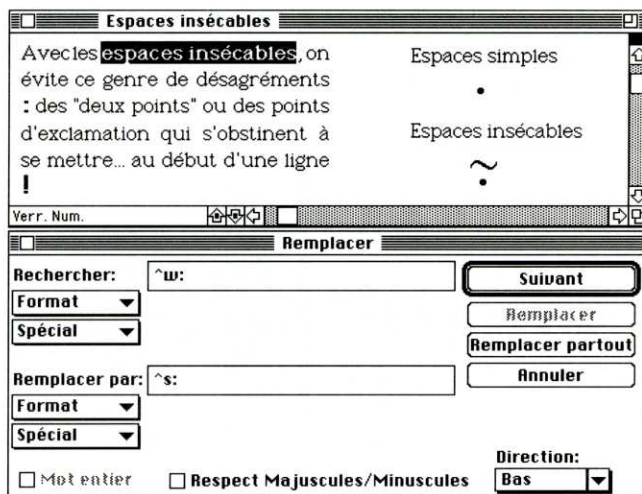 Espaces insécables
Avec les espaces insécables, on
évite ce genre de désagréments
: des "deux points" ou des points
d'exclamation qui s'obstinent à
se mettre... au début d'une ligne
!
Espaces simples
Espaces insécables
~
Verr. Num.
Remplacer
Rechercher: ^w:
Format
Spécial
Remplacer par: ^s:
Format
Spécial
Mot entier
Respect Majuscules/Minuscules
Suivant
Remplacer
Remplacer partout
Annuler
Direction:
Bas